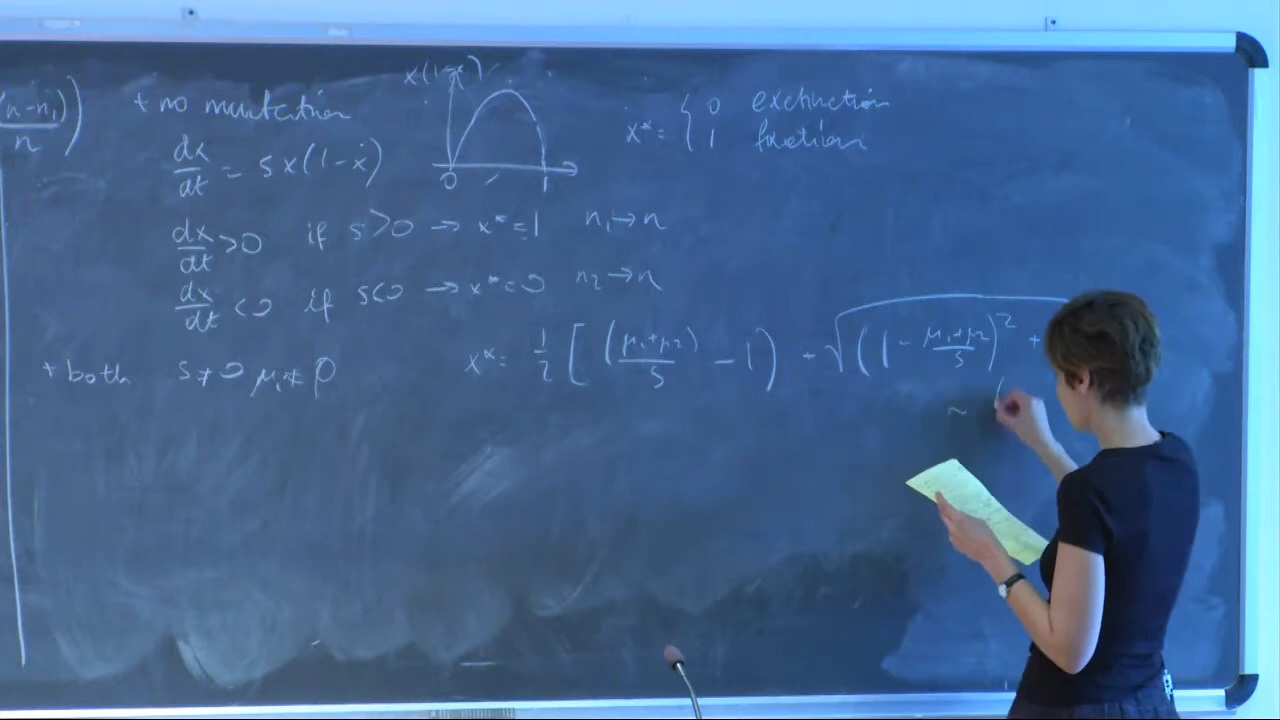 (n-n₁)/n)
+ no mutation
dx/dt = s x(1-x)
x(1-x)
0 1
x* = { 0 extinction
1 fixation
dx/dt > 0 if s > 0 → x* = 1 n₁ → n
dx/dt < 0 if s < 0 → x* = 0 n₂ → n
+ both s ≠ 0 μ₁ ≠ 0
x* = 1/2 [ (μ₁+μ₂)/s - 1) + √((1 - (μ₁+μ₂)/s)² +
~ (